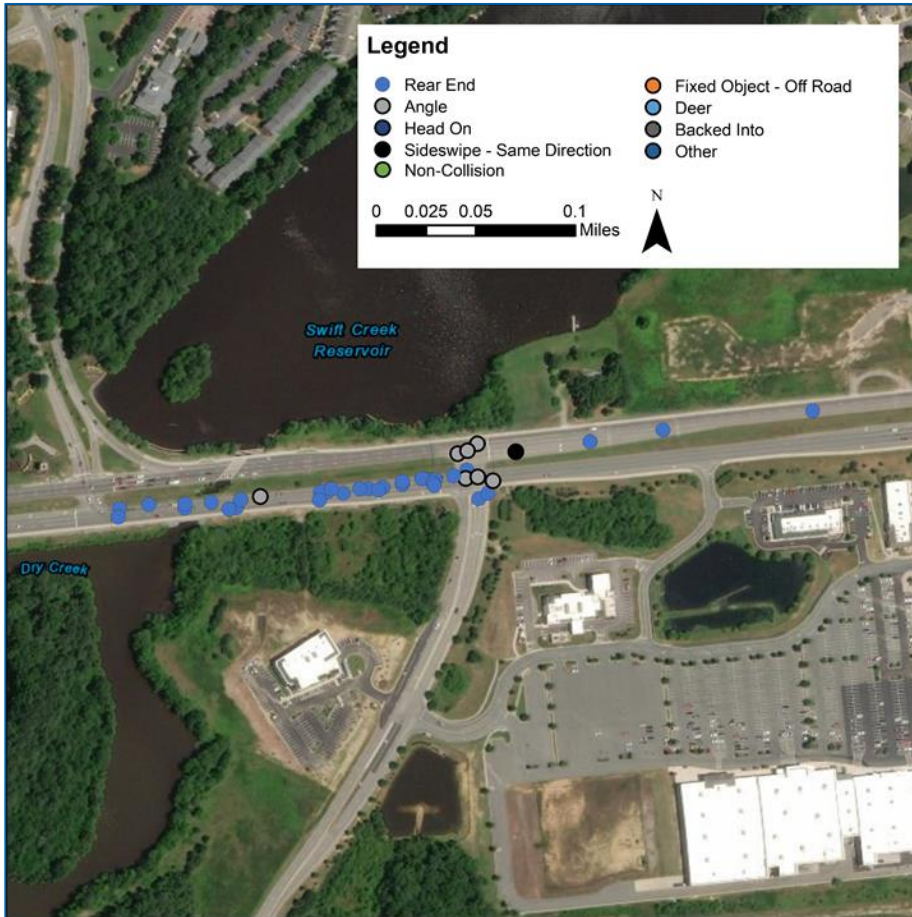 Legend
Rear End
Angle
Head On
Sideswipe - Same Direction
Non-Collision
Fixed Object - Off Road
Deer
Backed Into
Other
0 0.025 0.05 0.1
Miles
N
Swift Creek
Reservoir
Dry Creek